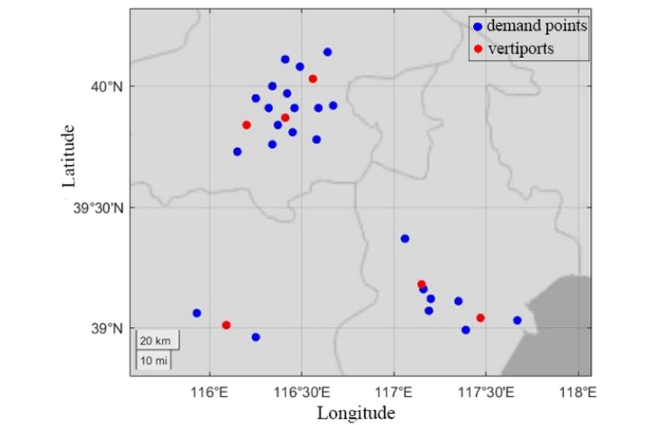 demand points
vertiports
40°N
39°30'N
39°N
Latitude
20 km
10 mi
116°E
116°30'E
117°E
117°30'E
118°E
Longitude